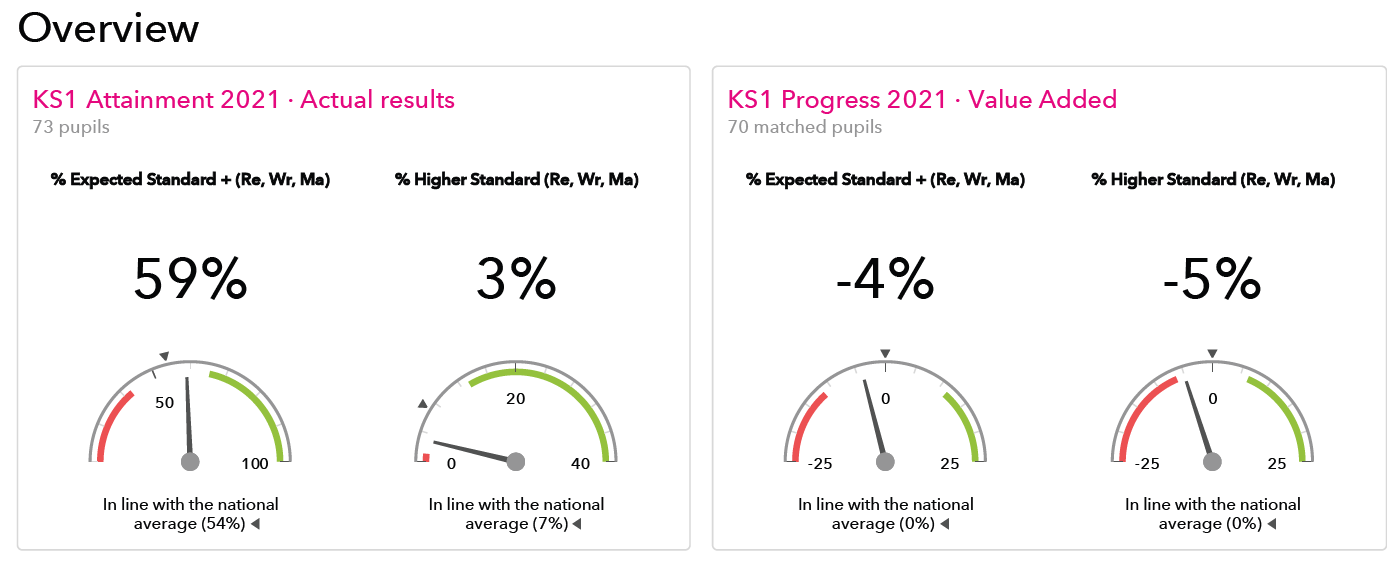 Overview
KS1 Attainment 2021 · Actual results
73 pupils
% Expected Standard + (Re, Wr, Ma)
59%
50
100
In line with the national
average (54%)
% Higher Standard (Re, Wr, Ma)
3%
0
20
40
In line with the national
average (7%)
KS1 Progress 2021 · Value Added
70 matched pupils
% Expected Standard + (Re, Wr, Ma)
-4%
-25
0
25
In line with the national
average (0%)
% Higher Standard (Re, Wr, Ma)
-5%
-25
0
25
In line with the national
average (0%)